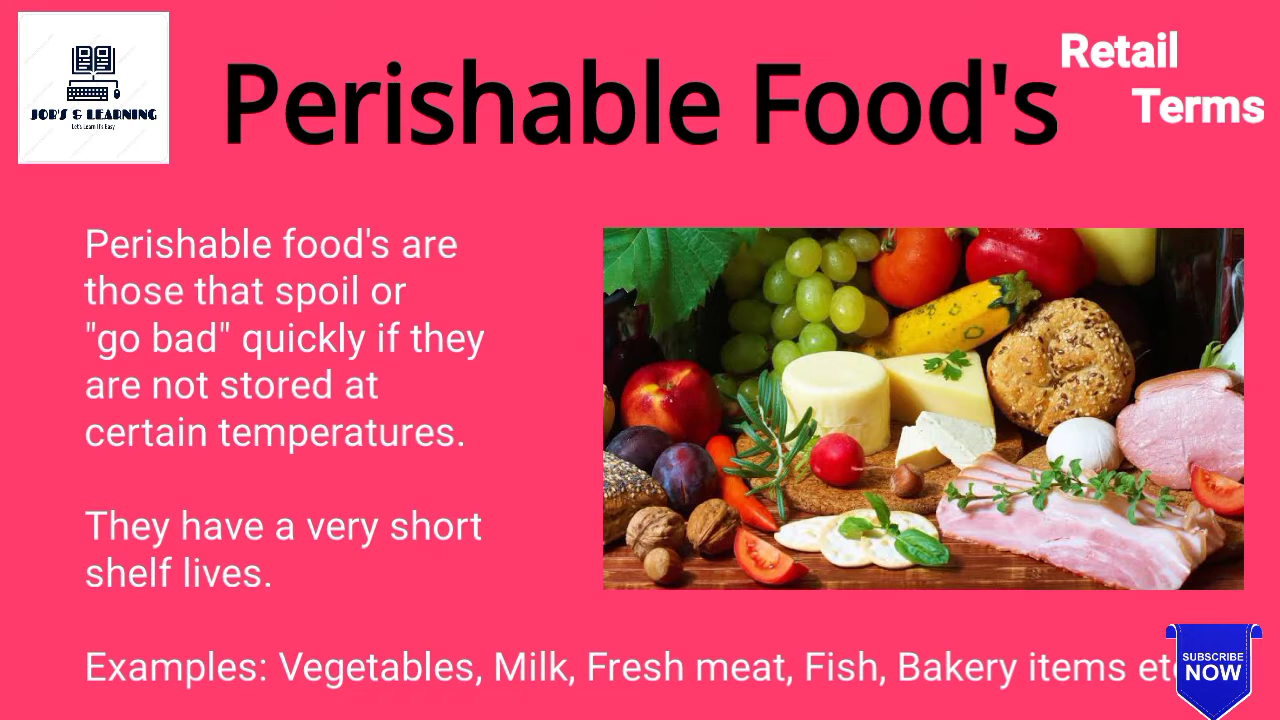 JOB'S & LEARNING
Let's Learn It's Easy
Perishable Food's
Retail
Terms
Perishable food's are
those that spoil or
"go bad" quickly if they
are not stored at
certain temperatures.
They have a very short
shelf lives.
Examples: Vegetables, Milk, Fresh meat, Fish, Bakery items etc
SUBSCRIBE
NOW